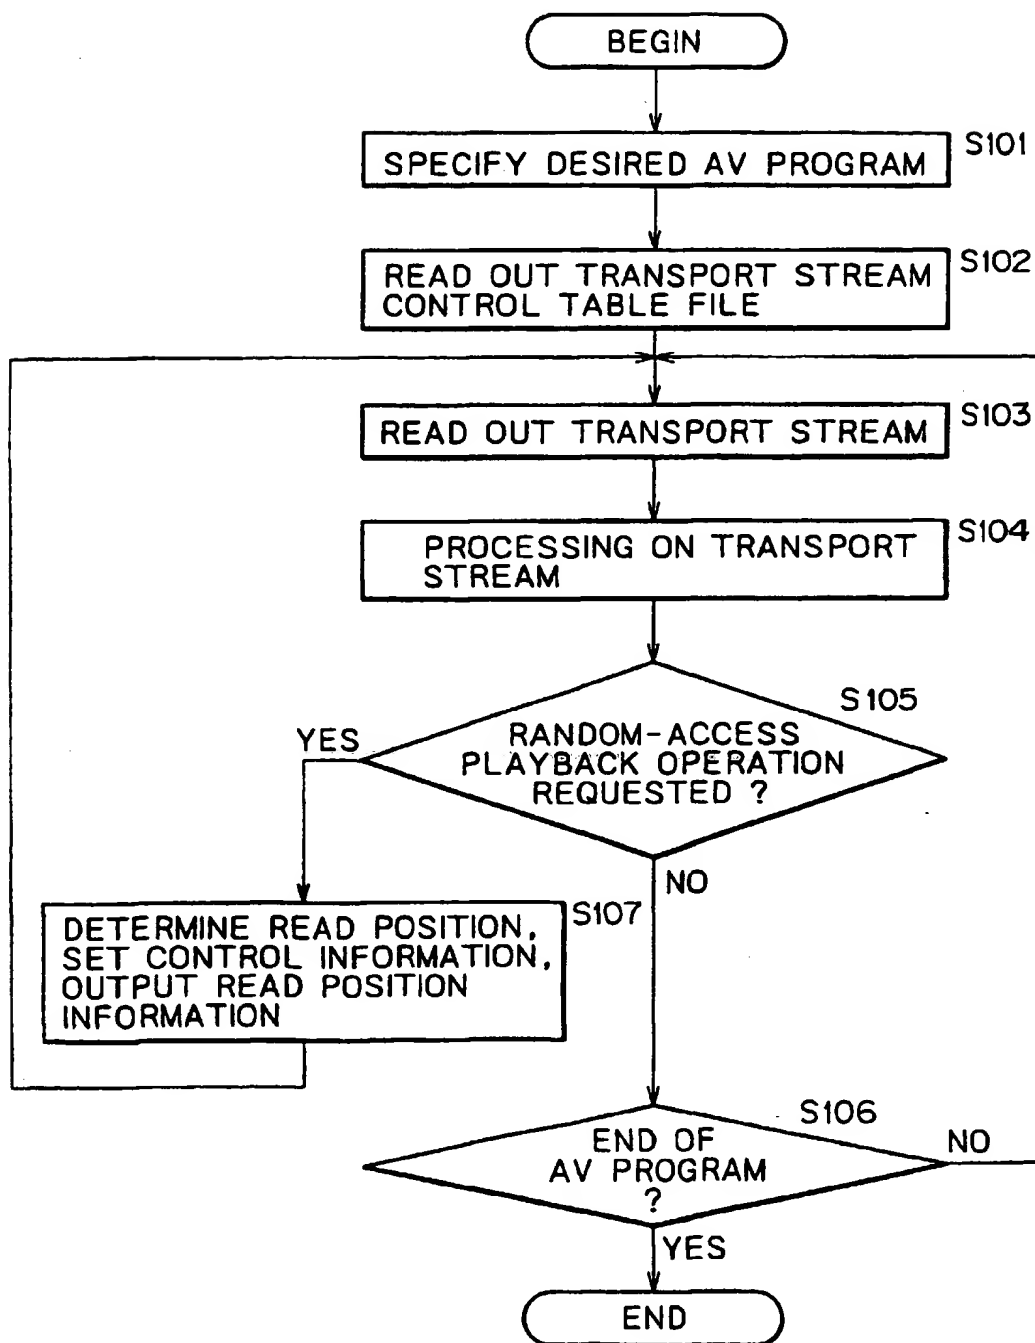 BEGIN
S101
SPECIFY DESIRED AV PROGRAM
S102
READ OUT TRANSPORT STREAM
CONTROL TABLE FILE
S103
READ OUT TRANSPORT STREAM
S104
PROCESSING ON TRANSPORT
STREAM
S105
YES
RANDOM-ACCESS
PLAYBACK OPERATION
REQUESTED ?
NO
S107
DETERMINE READ POSITION,
SET CONTROL INFORMATION,
OUTPUT READ POSITION
INFORMATION
S106
END OF
AV PROGRAM
?
NO
YES
END